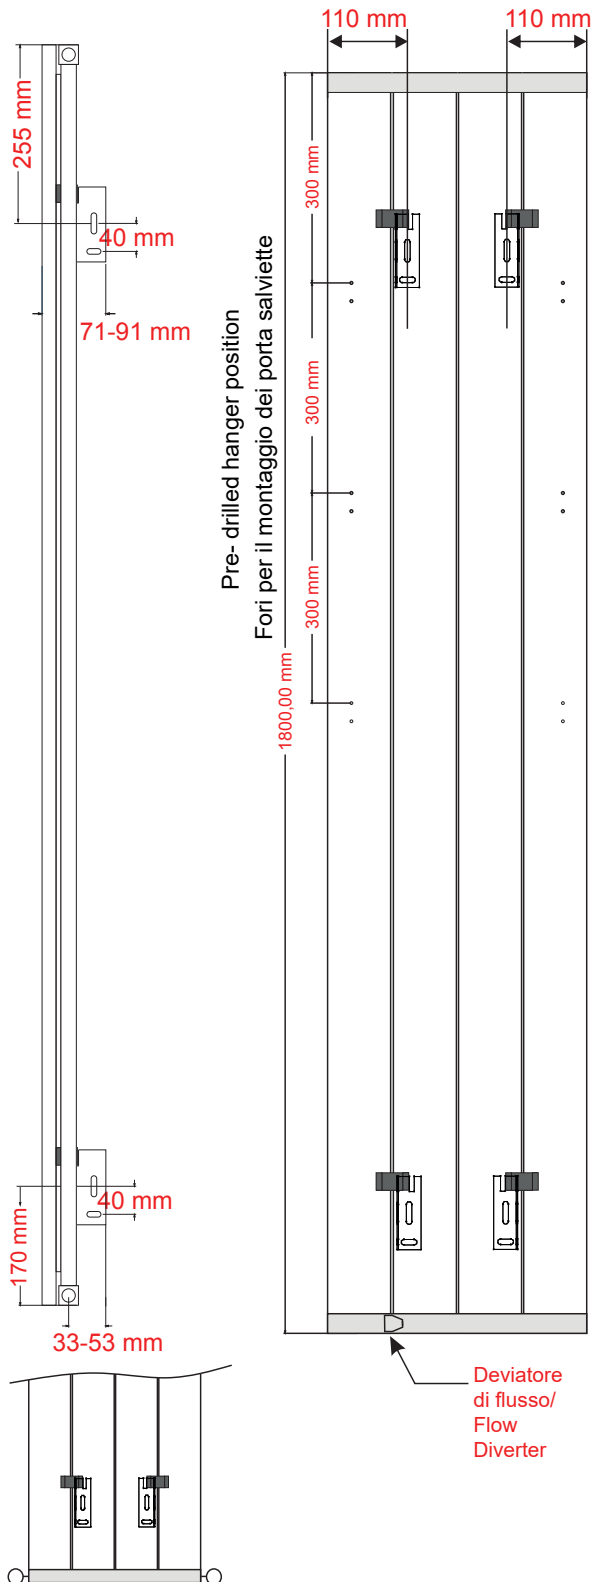 110 mm
110 mm
255 mm
40 mm
71-91 mm
300 mm
Pre- drilled hanger position
Fori per il montaggio dei porta salviette
300 mm
300 mm
1800,00 mm
40 mm
170 mm
33-53 mm
Deviatore
di flusso/
Flow
Diverter